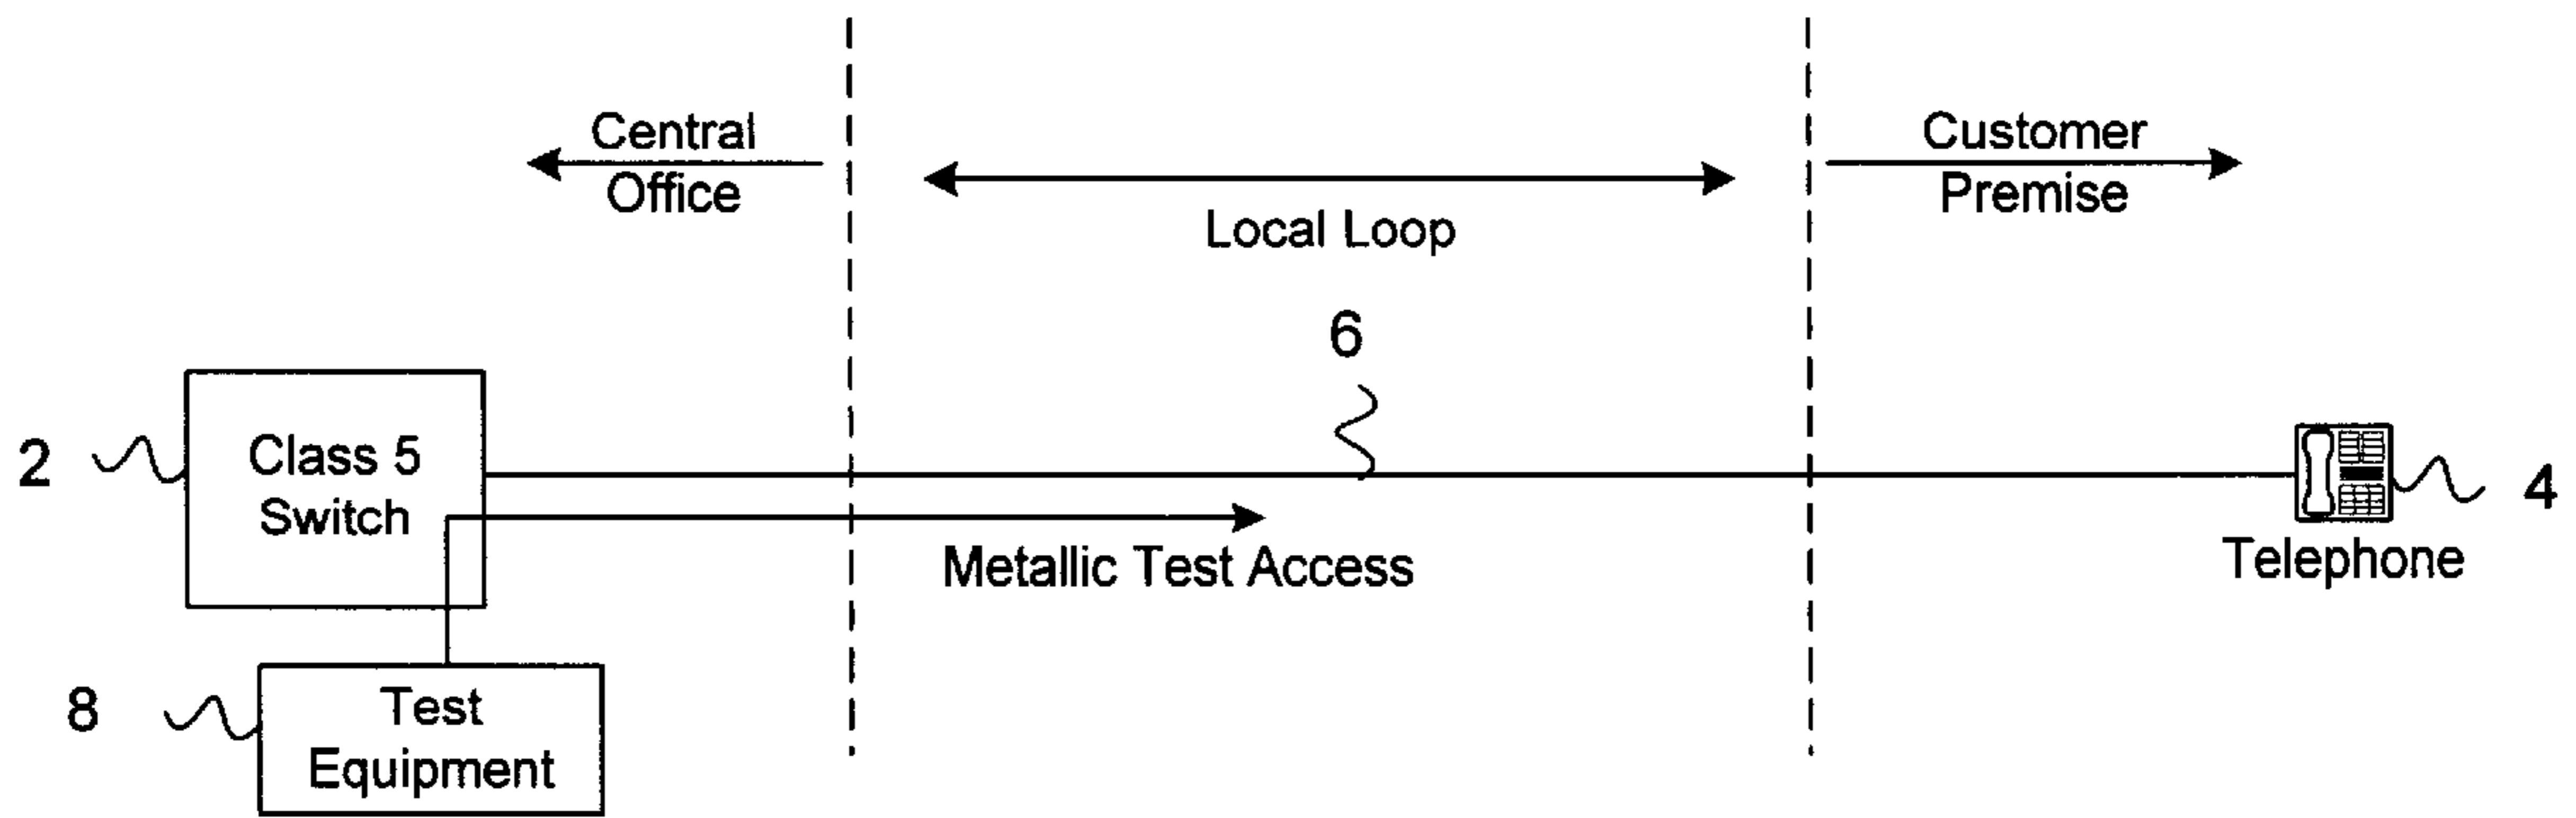 Central
Office
Local Loop
Customer
Premise
6
2
Class 5
Switch
4
Telephone
Metallic Test Access
8
Test
Equipment